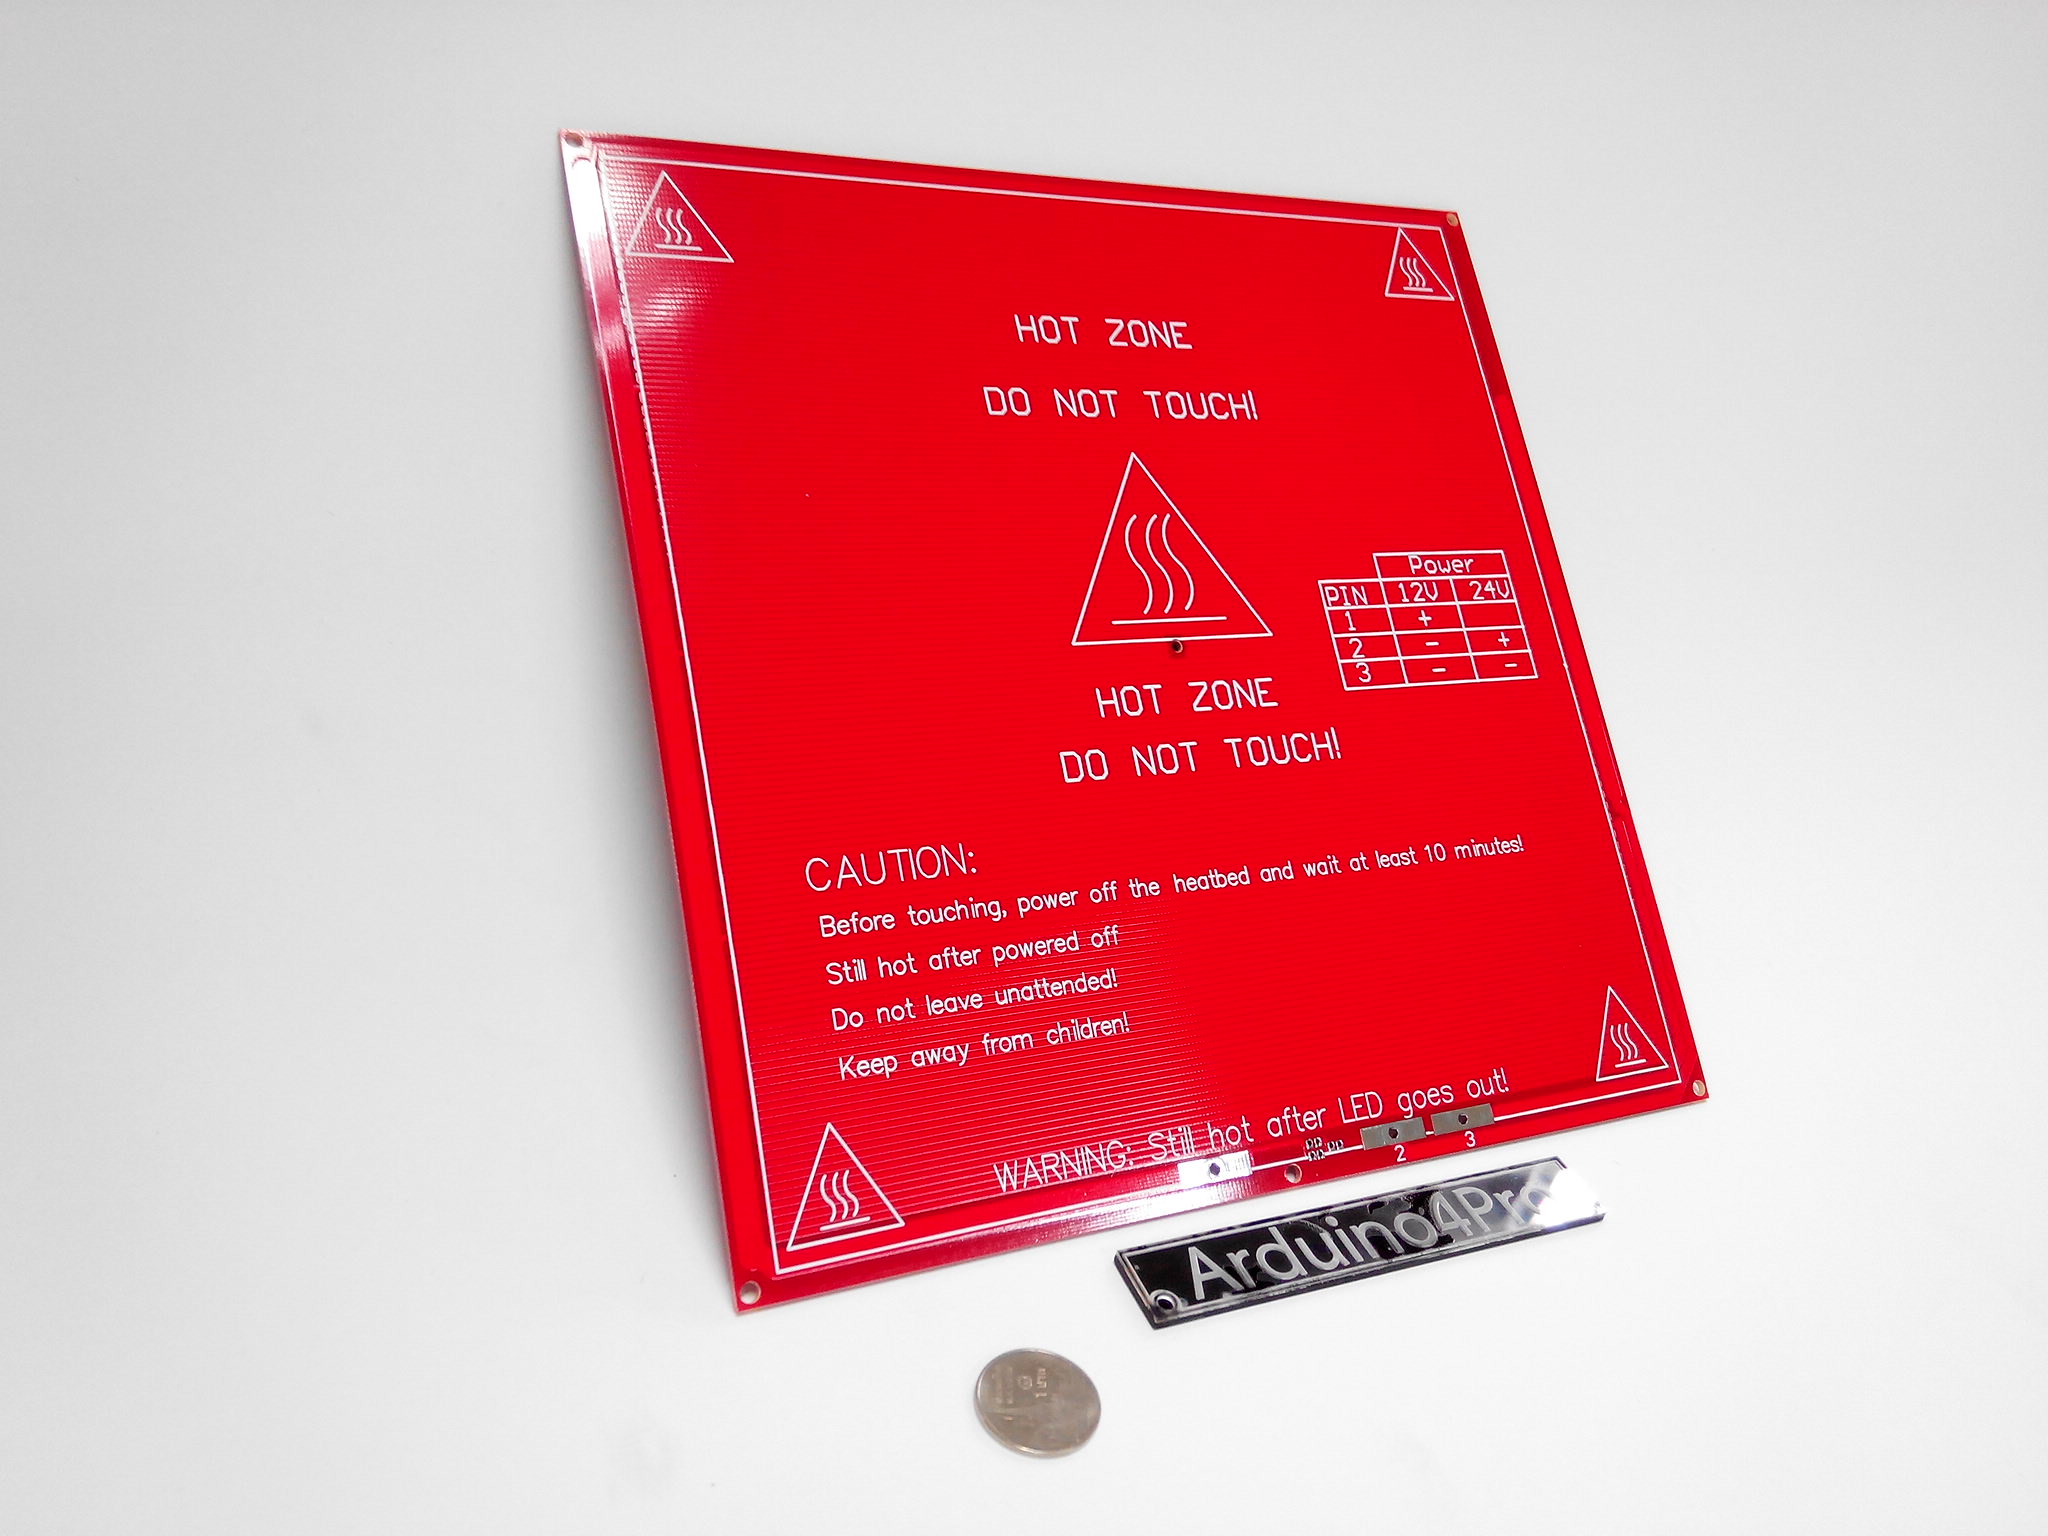 HOT ZONE
DO NOT TOUCH!
Power
PIN 12V 24V
1 +
2 - +
3 - -
HOT ZONE
DO NOT TOUCH!
CAUTION:
Before touching, power off the heatbed and wait at least 10 minutes!
Still hot after powered off
Do not leave unattended!
Keep away from children!
WARNING: Still hot after LED goes out!
2 3
Arduino4Pro